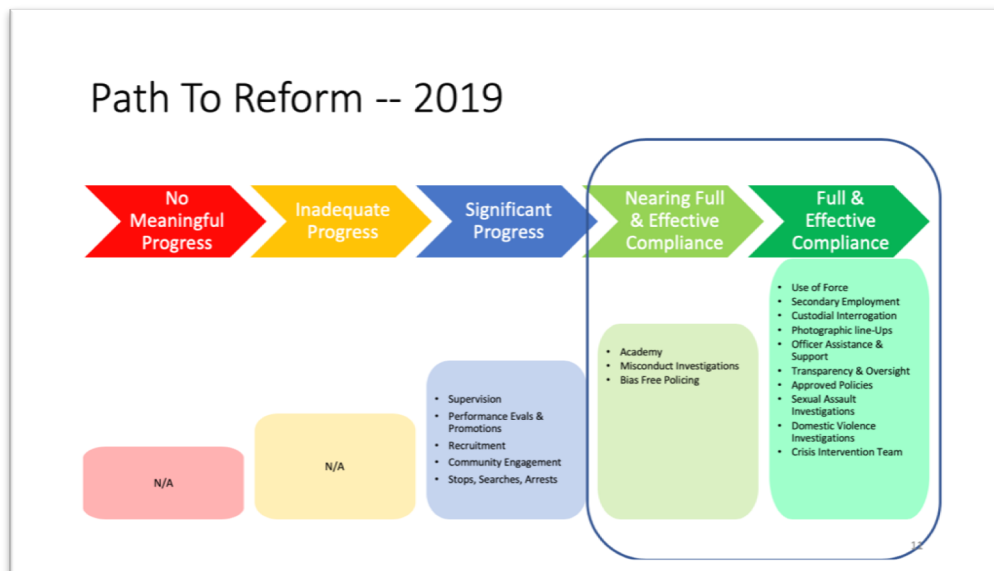 Path To Reform -- 2019
No
Meaningful
Progress
Inadequate
Progress
Significant
Progress
Nearing Full
& Effective
Compliance
Full &
Effective
Compliance
N/A
N/A
• Supervision
• Performance Evals &
Promotions
• Recruitment
• Community Engagement
• Stops, Searches, Arrests
• Academy
• Misconduct Investigations
• Bias Free Policing
• Use of Force
• Secondary Employment
• Custodial Interrogation
• Photographic line-Ups
• Officer Assistance &
Support
• Transparency & Oversight
• Approved Policies
• Sexual Assault
Investigations
• Domestic Violence
Investigations
• Crisis Intervention Team